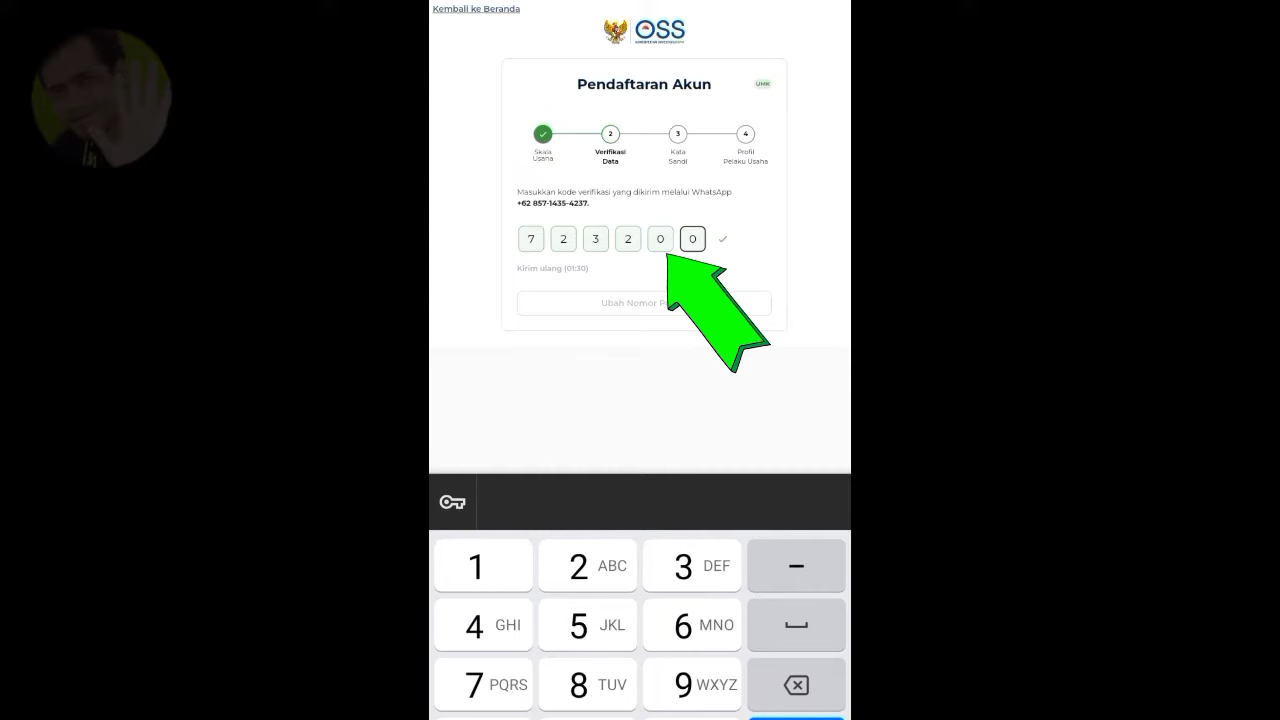 Kembali ke Beranda
OSS
Pendaftaran Akun
UMK
2
3
4
Skala
Usaha
Verifikasi
Data
Kata
Sandi
Profil
Pelaku Usaha
Masukkan kode verifikasi yang dikirim melalui WhatsApp
+62 857-1435-4237.
7 2 3 2 0 0
Kirim ulang (01:30)
Ubah Nomor
1
2 ABC
3 DEF
-
4 GHI
5 JKL
6 MNO
7 PQRS
8 TUV
9 WXYZ